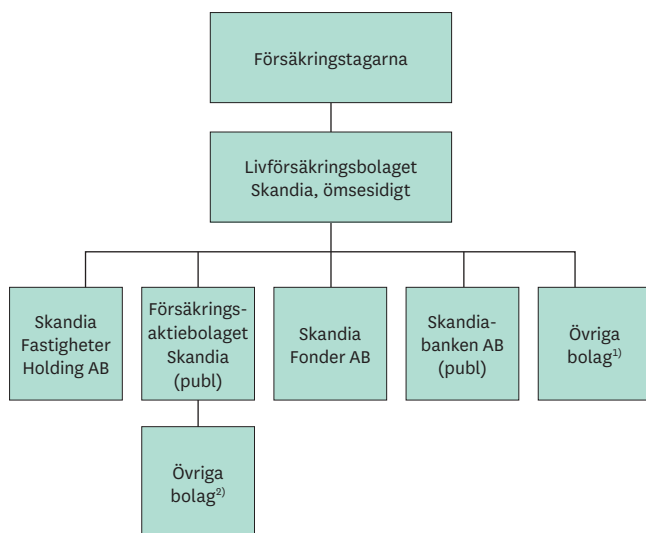 Försäkringstagarna
Livförsäkringsbolaget
Skandia, ömsesidigt
Skandia
Fastigheter
Holding AB
Försäkrings-
aktiebolaget
Skandia
(publ)
Skandia
Fonder AB
Skandia-
banken AB
(publ)
Övriga
bolag¹⁾
Övriga
bolag²⁾